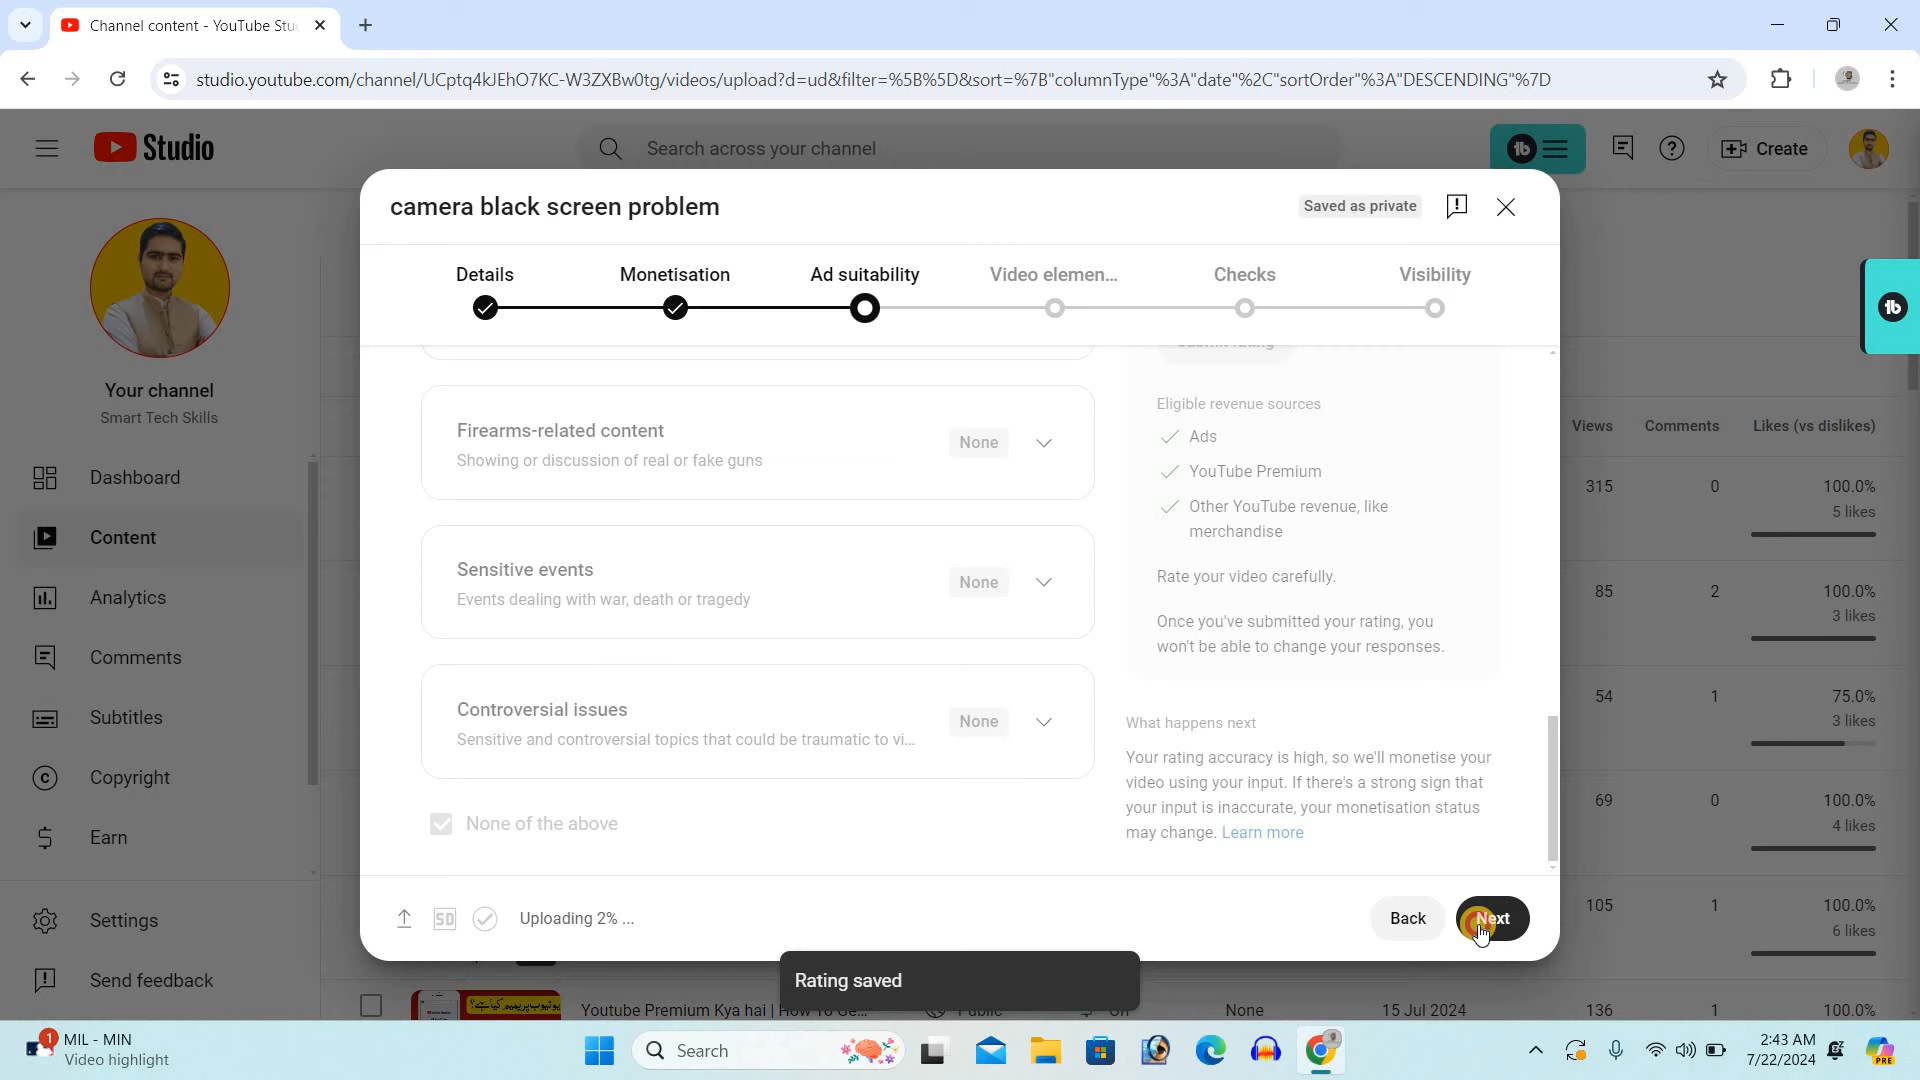 Channel content - YouTube Stu
studio.youtube.com/channel/UCptq4kJEhO7KC-W3ZXBw0tg/videos/upload?d=ud&filter=%5B%5D&sort=%7B"columnType"%3A"date"%2C"sortOrder"%3A"DESCENDING"%7D
Studio
Search across your channel
Create
camera black screen problem
Saved as private
Details
Monetisation
Ad suitability
Video elemen...
Checks
Visibility
Your channel
Smart Tech Skills
Dashboard
Content
Analytics
Comments
Subtitles
Copyright
Earn
Settings
Send feedback
Firearms-related content
Showing or discussion of real or fake guns
None
Sensitive events
Events dealing with war, death or tragedy
None
Controversial issues
Sensitive and controversial topics that could be traumatic to vi...
None
None of the above
Submit rating
Eligible revenue sources
Ads
YouTube Premium
Other YouTube revenue, like
merchandise
Rate your video carefully.
Once you've submitted your rating, you
won't be able to change your responses.
What happens next
Your rating accuracy is high, so we'll monetise your
video using your input. If there's a strong sign that
your input is inaccurate, your monetisation status
may change. Learn more
Views Comments Likes (vs dislikes)
315 0 100.0%
5 likes
85 2 100.0%
3 likes
54 1 75.0%
3 likes
69 0 100.0%
4 likes
105 1 100.0%
6 likes
SD Uploading 2% ...
Back
Next
Rating saved
Youtube Premium Kya hai | How To Ge... Public On None 15 Jul 2024 136 1 100.0%
1
MIL - MIN
Video highlight
Search
2:43 AM
7/22/2024
PRE